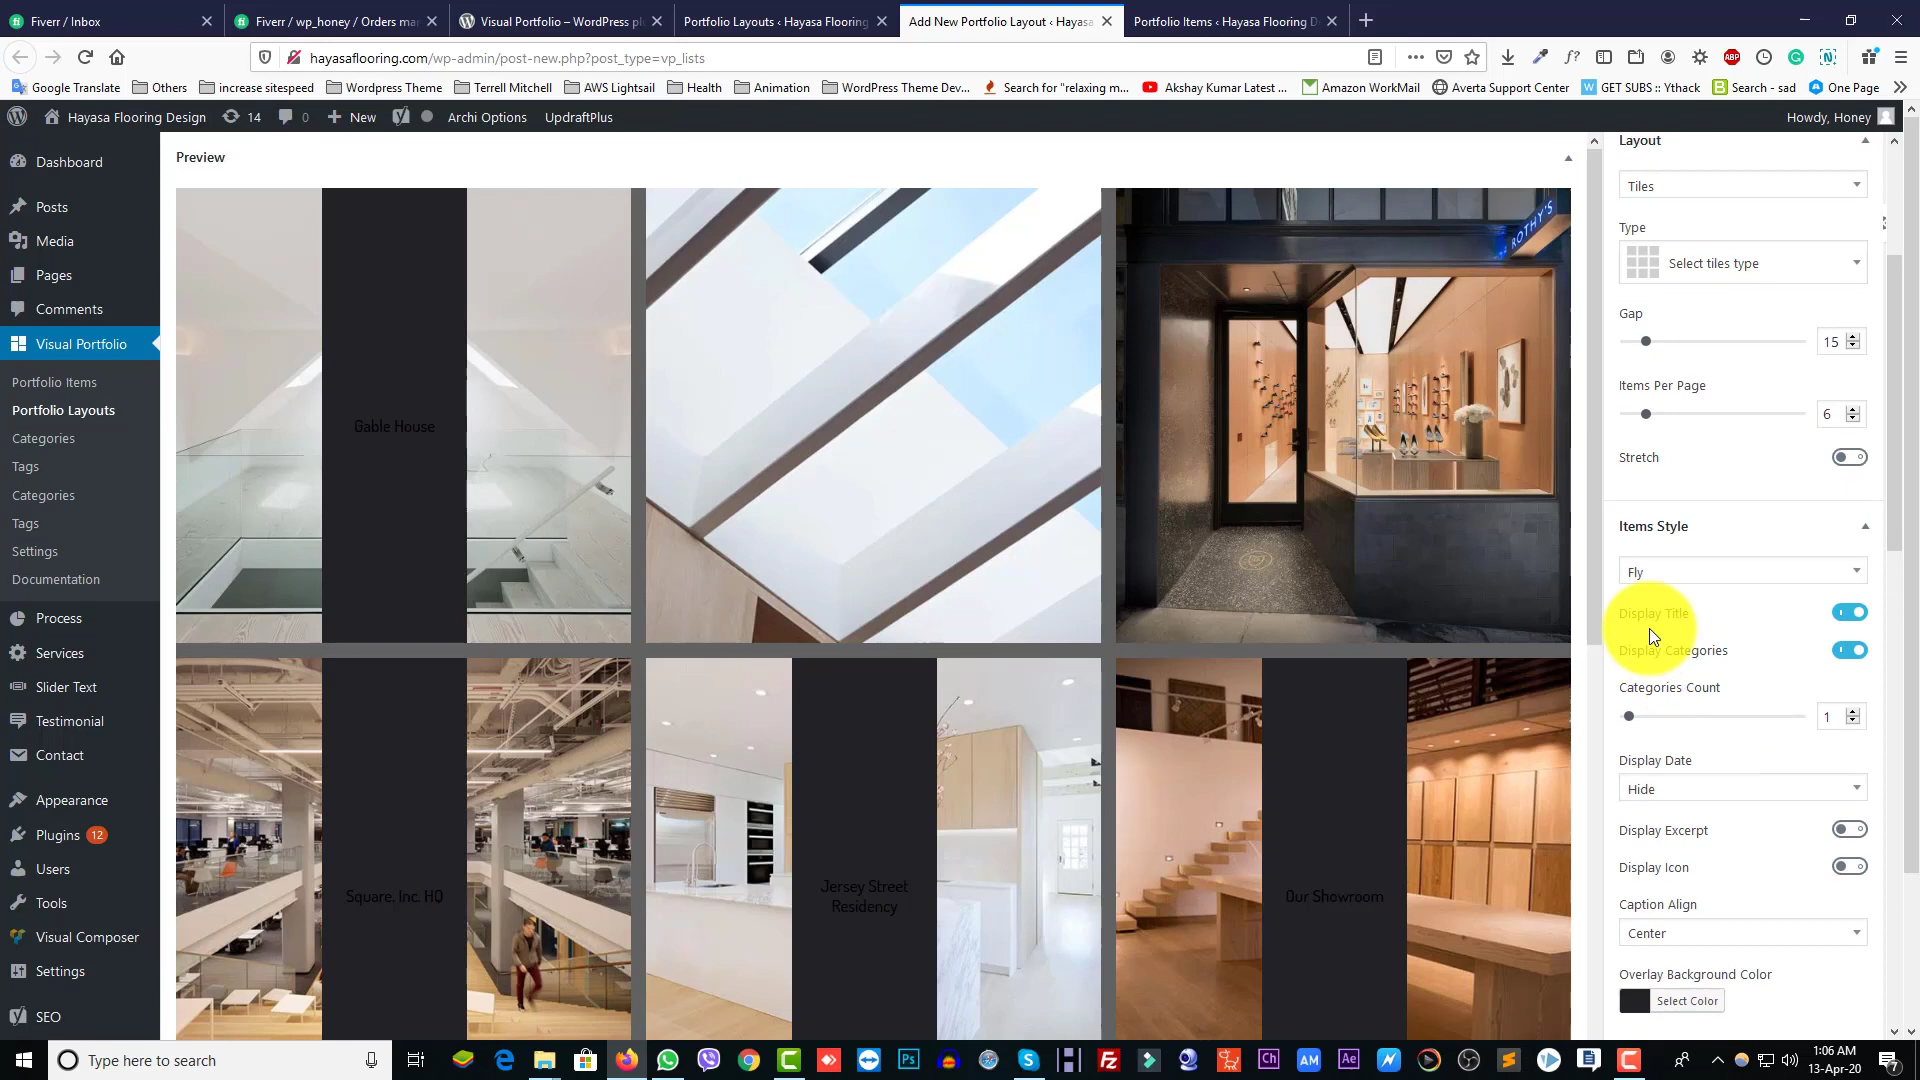 Fiverr / Inbox
Fiverr / wp_honey / Orders ma
Visual Portfolio – WordPress pl
Portfolio Layouts ‹ Hayasa Flooring
Add New Portfolio Layout ‹ Hayasa
Portfolio Items ‹ Hayasa Flooring D
hayasaflooring.com/wp-admin/post-new.php?post_type=vp_lists
Google Translate
Others
increase sitespeed
Wordpress Theme
Terrell Mitchell
AWS Lightsail
Health
Animation
WordPress Theme Dev...
Search for "relaxing m...
Akshay Kumar Latest ...
Amazon WorkMail
Averta Support Center
GET SUBS :: Ythack
Search - sad
One Page
Hayasa Flooring Design
14
0
New
Archi Options
UpdraftPlus
Howdy, Honey
Dashboard
Posts
Media
Pages
Comments
Visual Portfolio
Portfolio Items
Portfolio Layouts
Categories
Tags
Categories
Tags
Settings
Documentation
Process
Services
Slider Text
Testimonial
Contact
Appearance
Plugins 12
Users
Tools
Visual Composer
Settings
SEO
Preview
ROTHY'S
Gable House
Square, Inc. HQ
Jersey Street
Residency
Our Showroom
Layout
Tiles
Type
Select tiles type
Gap
15
Items Per Page
6
Stretch
Items Style
Fly
Display Title
Display Categories
Categories Count
1
Display Date
Hide
Display Excerpt
Display Icon
Caption Align
Center
Overlay Background Color
Select Color
Type here to search
1:06 AM
13-Apr-20
7